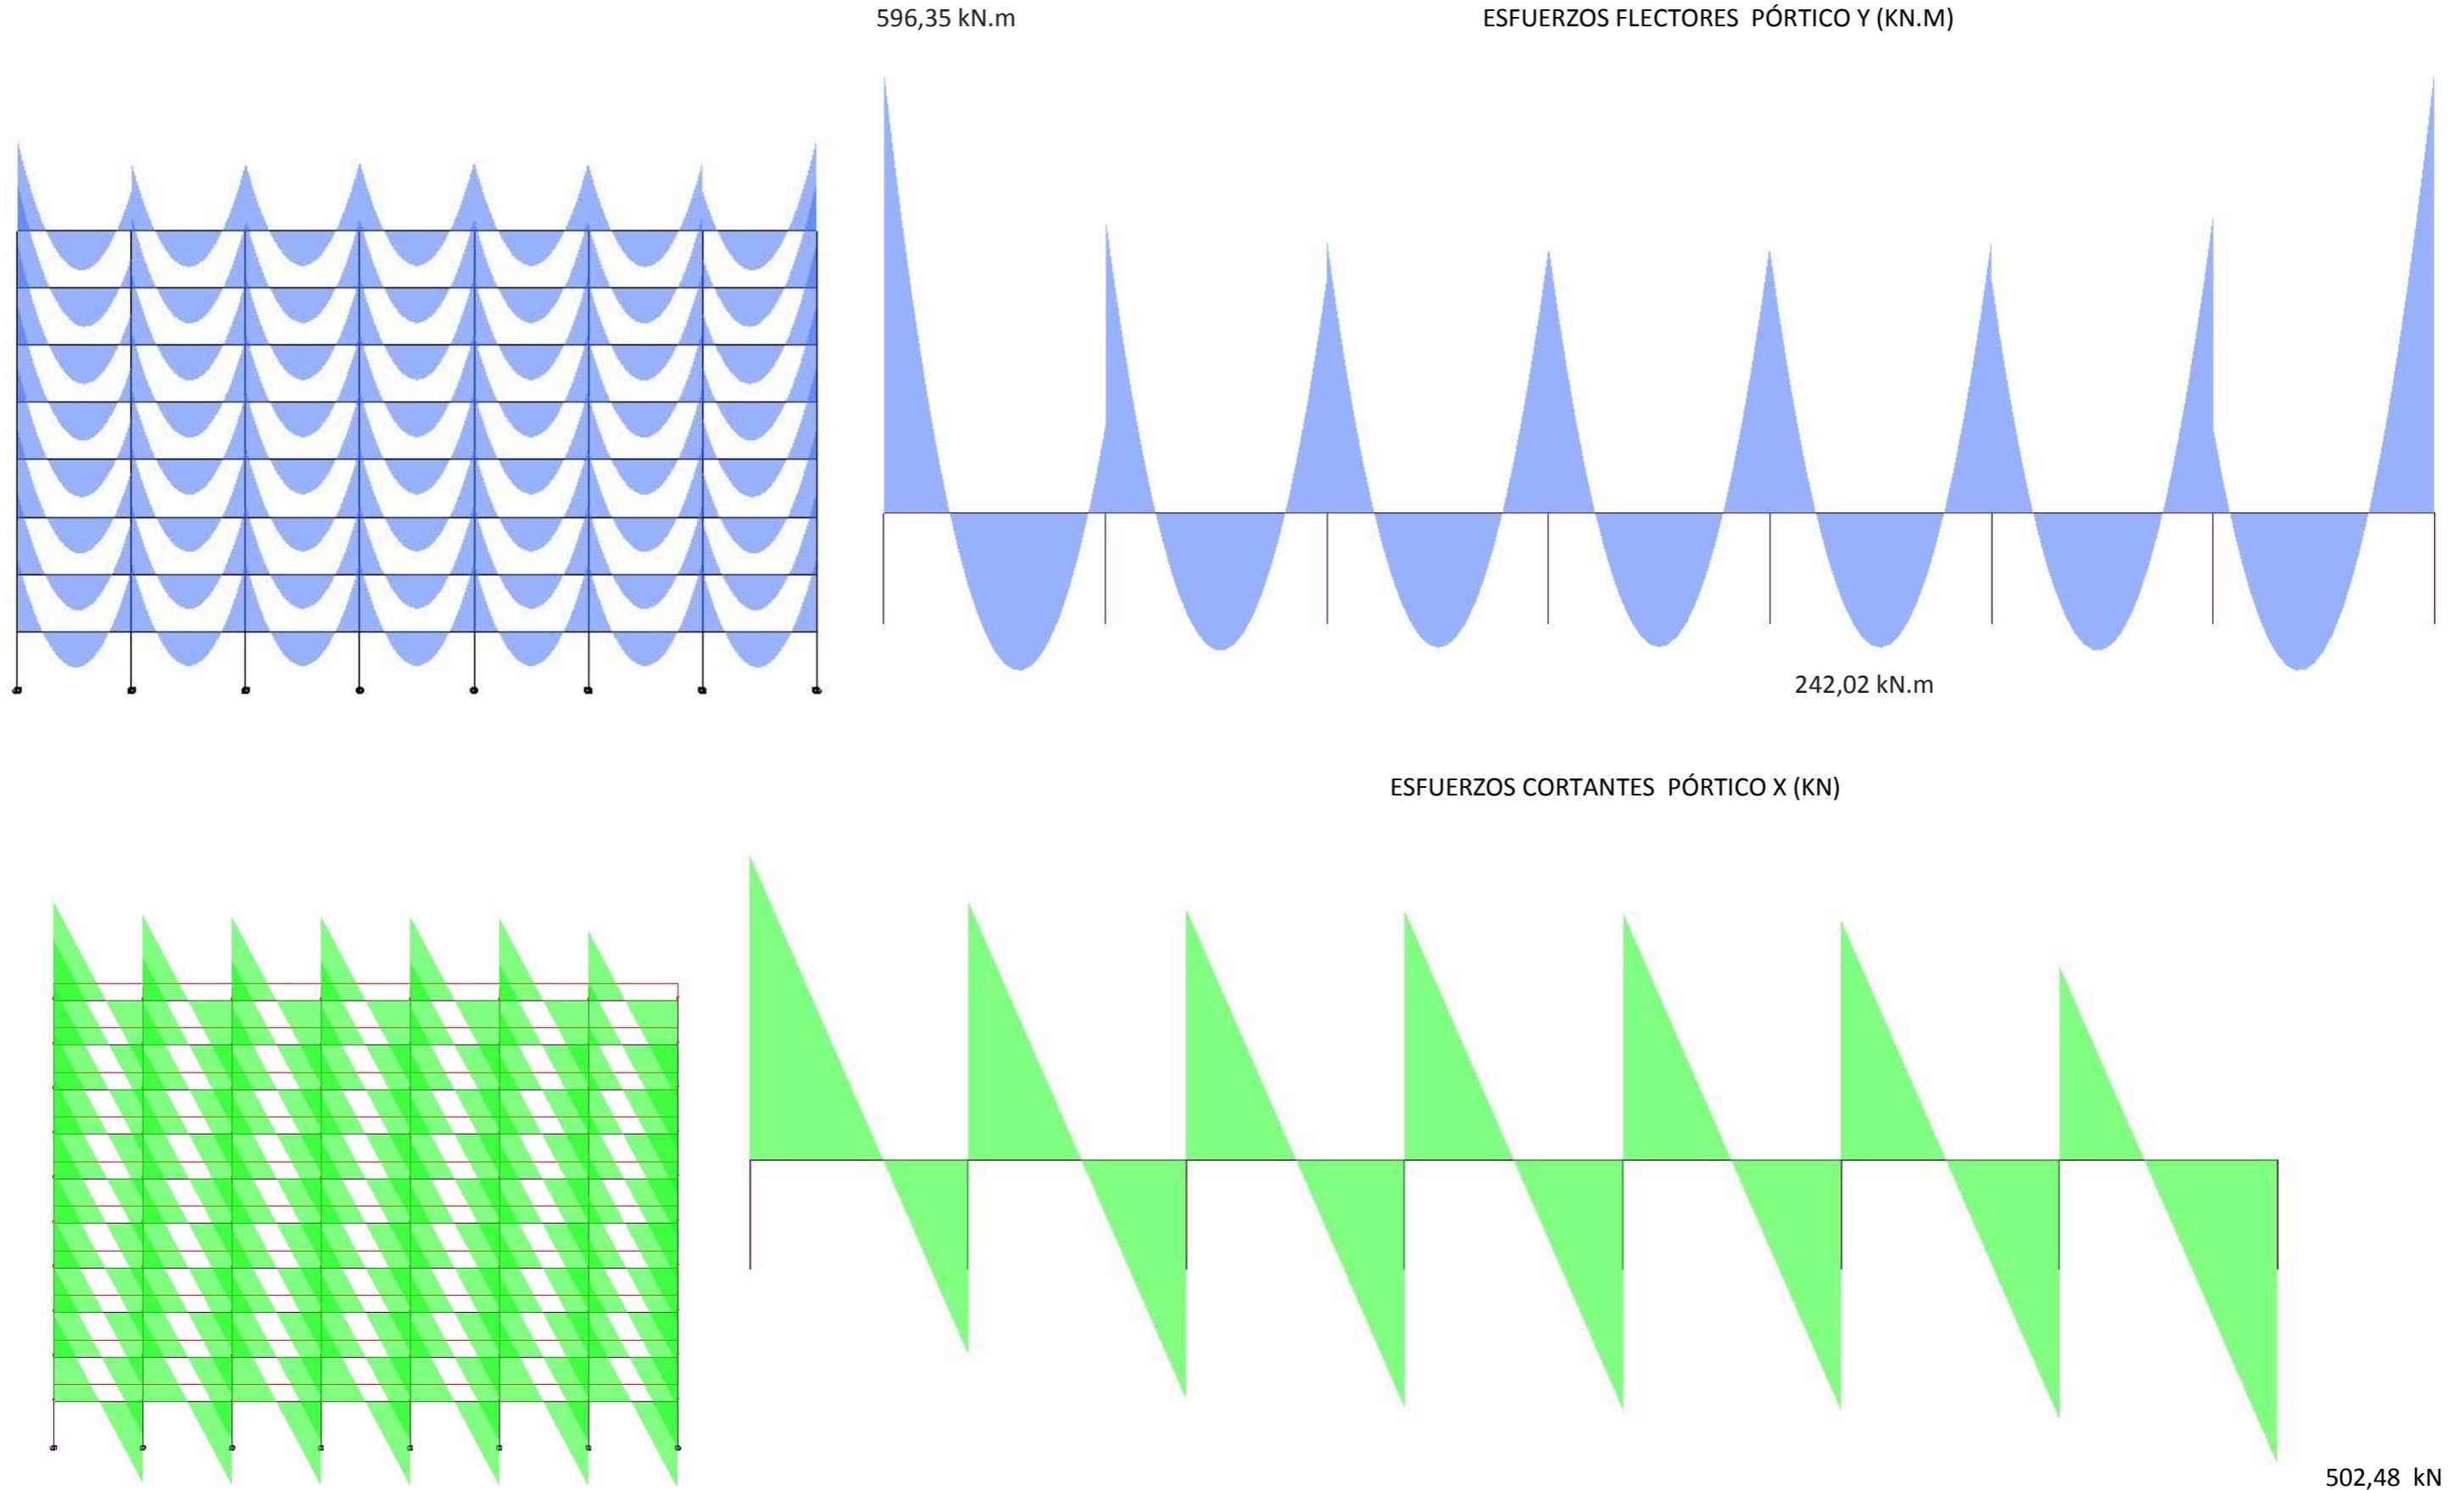 596,35 kN.m
ESFUERZOS FLECTORES PÓRTICO Y (KN.M)
242,02 kN.m
ESFUERZOS CORTANTES PÓRTICO X (KN)
502,48 kN